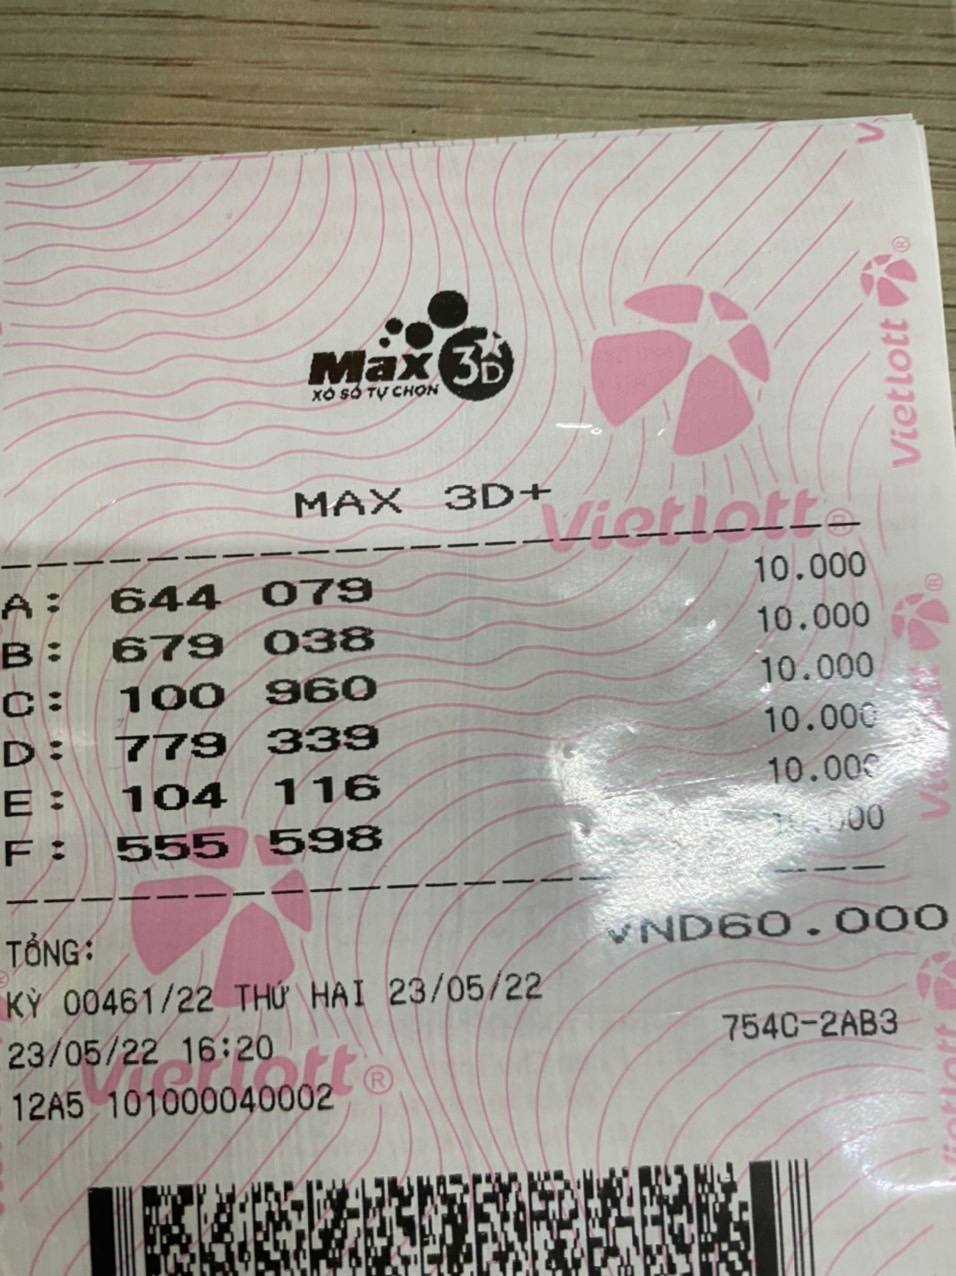 Max 3D
XỔ SỐ TỰ CHỌN
Vietlott
MAX 3D+
Vietlott
A: 644 079 10.000
B: 679 038 10.000
C: 100 960 10.000
D: 779 339 10.000
E: 104 116 10.000
F: 555 598
TỔNG: VND60.000
KỲ 00461/22 THỨ HAI 23/05/22
23/05/22 16:20 754C-2AB3
12A5 101000040002
Vietlott